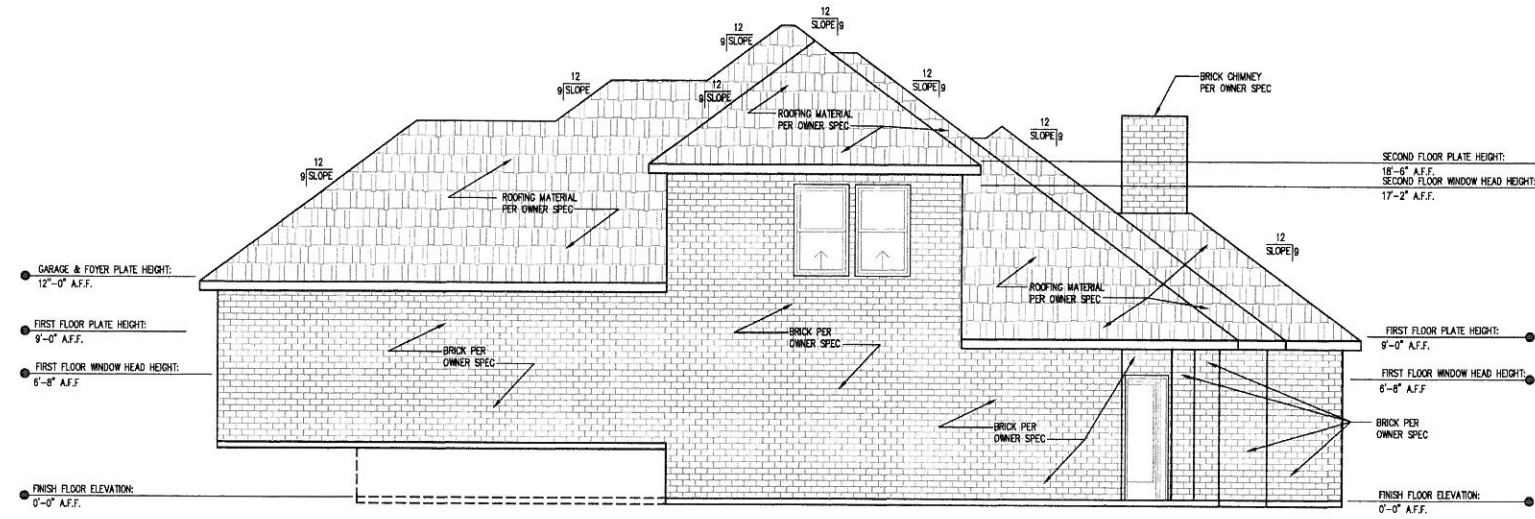 12
SLOPE 9
12
9 SLOPE
12
9 SLOPE
12
9 SLOPE
12
SLOPE 9
12
9 SLOPE
12
SLOPE 9
12
SLOPE 9
BRICK CHIMNEY
PER OWNER SPEC
ROOFING MATERIAL
PER OWNER SPEC
ROOFING MATERIAL
PER OWNER SPEC
ROOFING MATERIAL
PER OWNER SPEC
SECOND FLOOR PLATE HEIGHT:
18'-6" A.F.F.
SECOND FLOOR WINDOW HEAD HEIGHT:
17'-2" A.F.F.
GARAGE & FOYER PLATE HEIGHT:
12"-0" A.F.F.
FIRST FLOOR PLATE HEIGHT:
9'-0" A.F.F.
FIRST FLOOR WINDOW HEAD HEIGHT:
6'-8" A.F.F
BRICK PER
OWNER SPEC
BRICK PER
OWNER SPEC
BRICK PER
OWNER SPEC
FIRST FLOOR PLATE HEIGHT:
9'-0" A.F.F.
FIRST FLOOR WINDOW HEAD HEIGHT:
6'-8" A.F.F
BRICK PER
OWNER SPEC
FINISH FLOOR ELEVATION:
0'-0" A.F.F.
FINISH FLOOR ELEVATION:
0'-0" A.F.F.